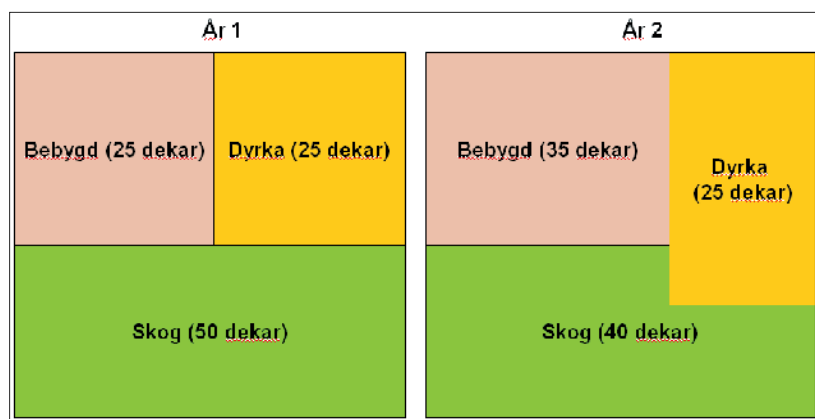 År 1
År 2
Bebygd (25 dekar)
Dyrka (25 dekar)
Bebygd (35 dekar)
Dyrka
(25 dekar)
Skog (50 dekar)
Skog (40 dekar)